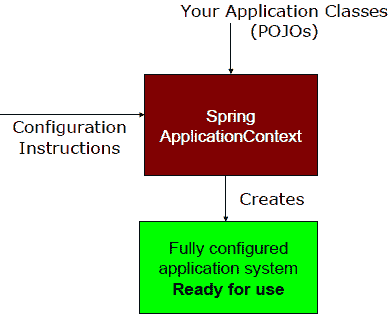 Your Application Classes
(POJOs)
Configuration
Instructions
Spring
ApplicationContext
Creates
Fully configured
application system
Ready for use